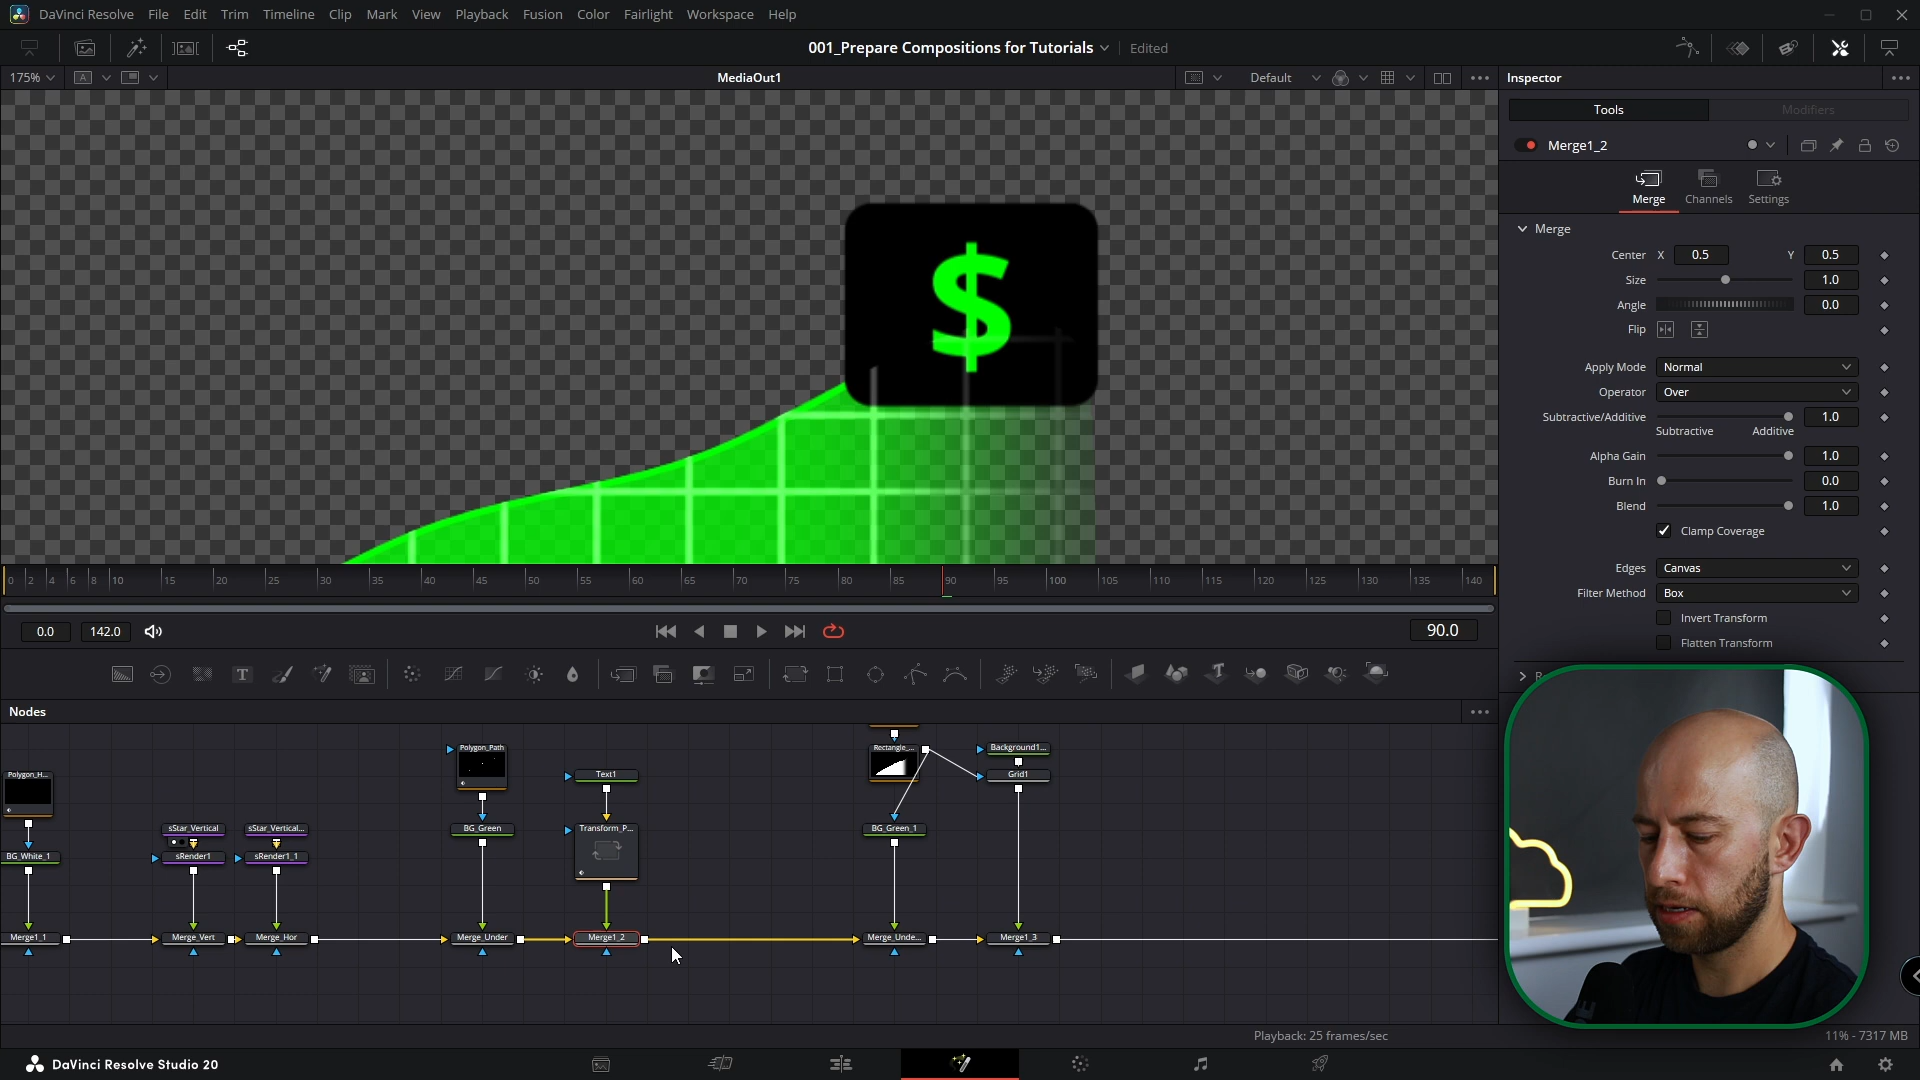 DaVinci Resolve File Edit Trim Timeline Clip Mark View Playback Fusion Color Fairlight Workspace Help
001_Prepare Compositions for Tutorials Edited
175% A MediaOut1 Default Inspector
Tools Modifiers
Merge1_2
Merge Channels Settings
Merge
Center X 0.5 Y 0.5
Size 1.0
Angle 0.0
Flip
Apply Mode Normal
Operator Over
Subtractive/Additive 1.0
Subtractive Additive
Alpha Gain 1.0
Burn In 0.0
Blend 1.0
Clamp Coverage
Edges Canvas
Filter Method Box
Invert Transform
Flatten Transform
$
0 2 4 6 8 10 15 20 25 30 35 40 45 50 55 60 65 70 75 80 85 90 95 100 105 110 115 120 125 130 135 140
0.0 142.0 90.0
Nodes
Polygon_Path Rectangle_... Background1...
Polygon_H... Text1 Grid1
sStar_Vertical sStar_Vertical... BG_Green Transform_P... BG_Green_1
BG_White_1 sRender1 sRender1_1
Merge1_1 Merge_Vert Merge_Hor Merge_Under Merge1_2 Merge_Unde... Merge1_3
Playback: 25 frames/sec 11% - 7317 MB
DaVinci Resolve Studio 20